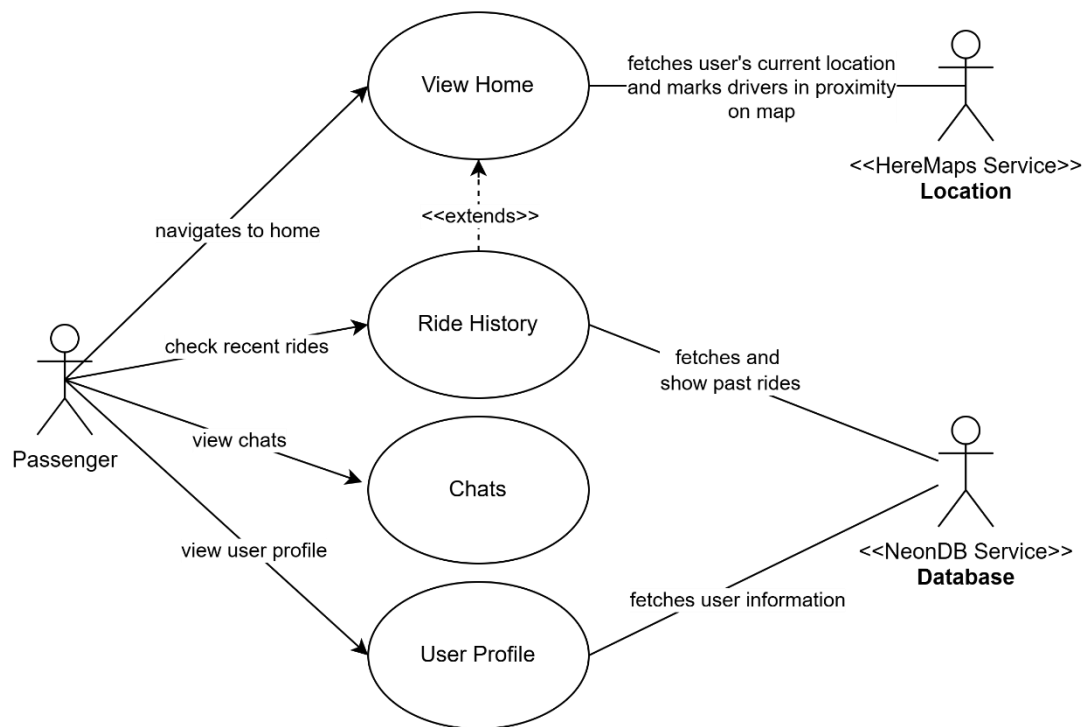 View Home
fetches user's current location
and marks drivers in proximity
on map
<<HereMaps Service>>
Location
<<extends>>
navigates to home
Ride History
check recent rides
fetches and
show past rides
Passenger
view chats
Chats
<<NeonDB Service>>
Database
view user profile
fetches user information
User Profile